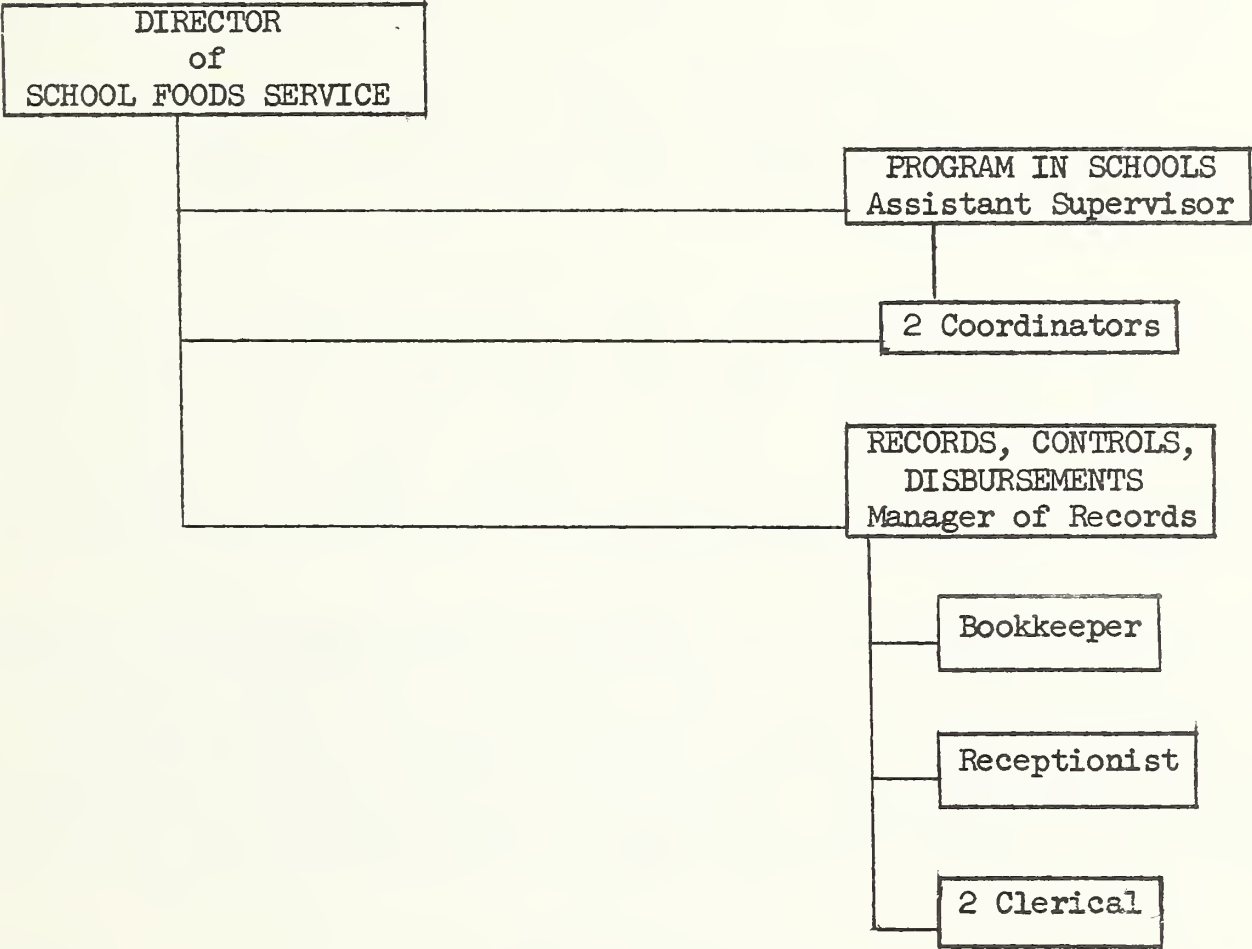 DIRECTOR
of
SCHOOL FOODS SERVICE
PROGRAM IN SCHOOLS
Assistant Supervisor
2 Coordinators
RECORDS, CONTROLS,
DISBURSEMENTS
Manager of Records
Bookkeeper
Receptionist
2 Clerical